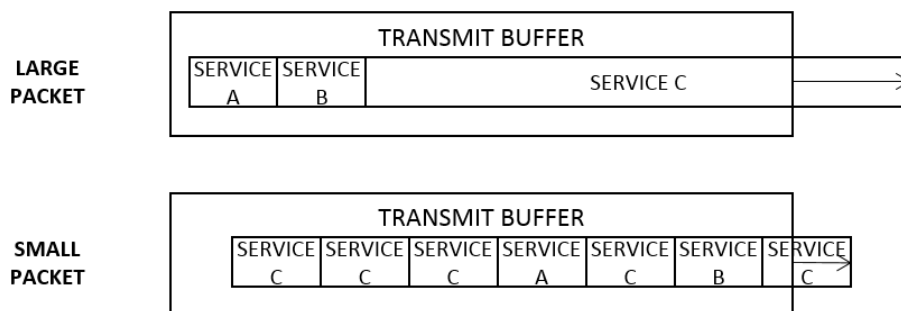 TRANSMIT BUFFER
LARGE PACKET
SERVICE A
SERVICE B
SERVICE C
TRANSMIT BUFFER
SMALL PACKET
SERVICE C
SERVICE C
SERVICE C
SERVICE A
SERVICE C
SERVICE B
SERVICE C